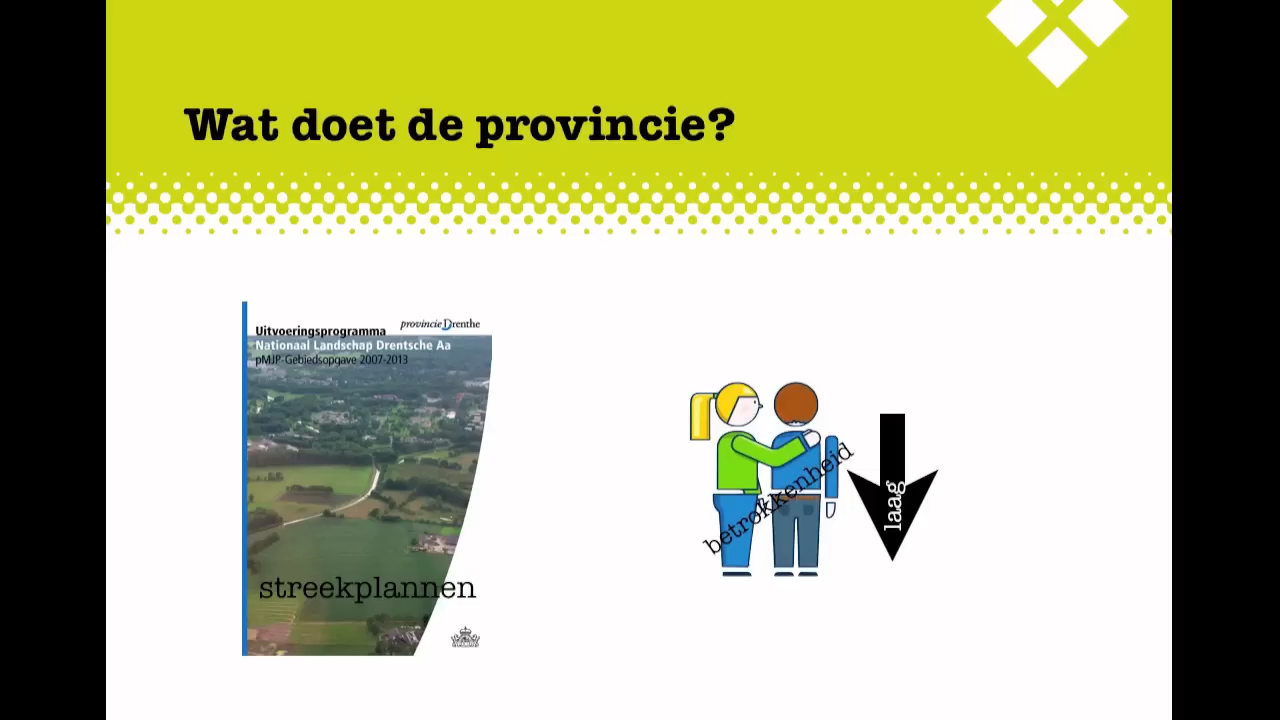 Wat doet de provincie?
provincie Drenthe
Uitvoeringsprogramma
Nationaal Landschap Drentsche Aa
pMJP-Gebiedsopgave 2007-2013
streekplannen
betrokkenheid
laag